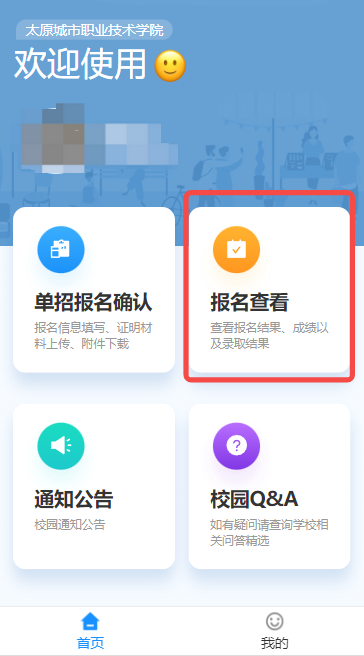 太原城市职业技术学院
欢迎使用
单招报名确认
报名信息填写、证明材
料上传、附件下载
报名查看
查看报名结果、成绩以
及录取结果
通知公告
校园通知公告
校园Q&A
如有疑问请查询学校相
关问答精选
首页
我的